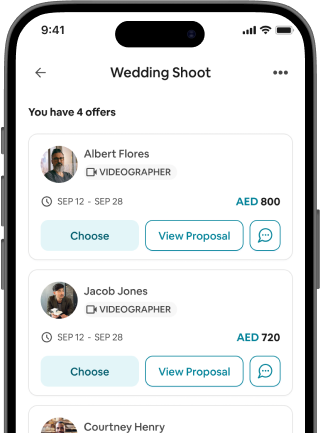 9:41
Wedding Shoot
You have 4 offers
Albert Flores
VIDEOGRAPHER
SEP 12 - SEP 28
AED 800
Choose
View Proposal
Jacob Jones
VIDEOGRAPHER
SEP 12 - SEP 28
AED 720
Choose
View Proposal
Courtney Henry